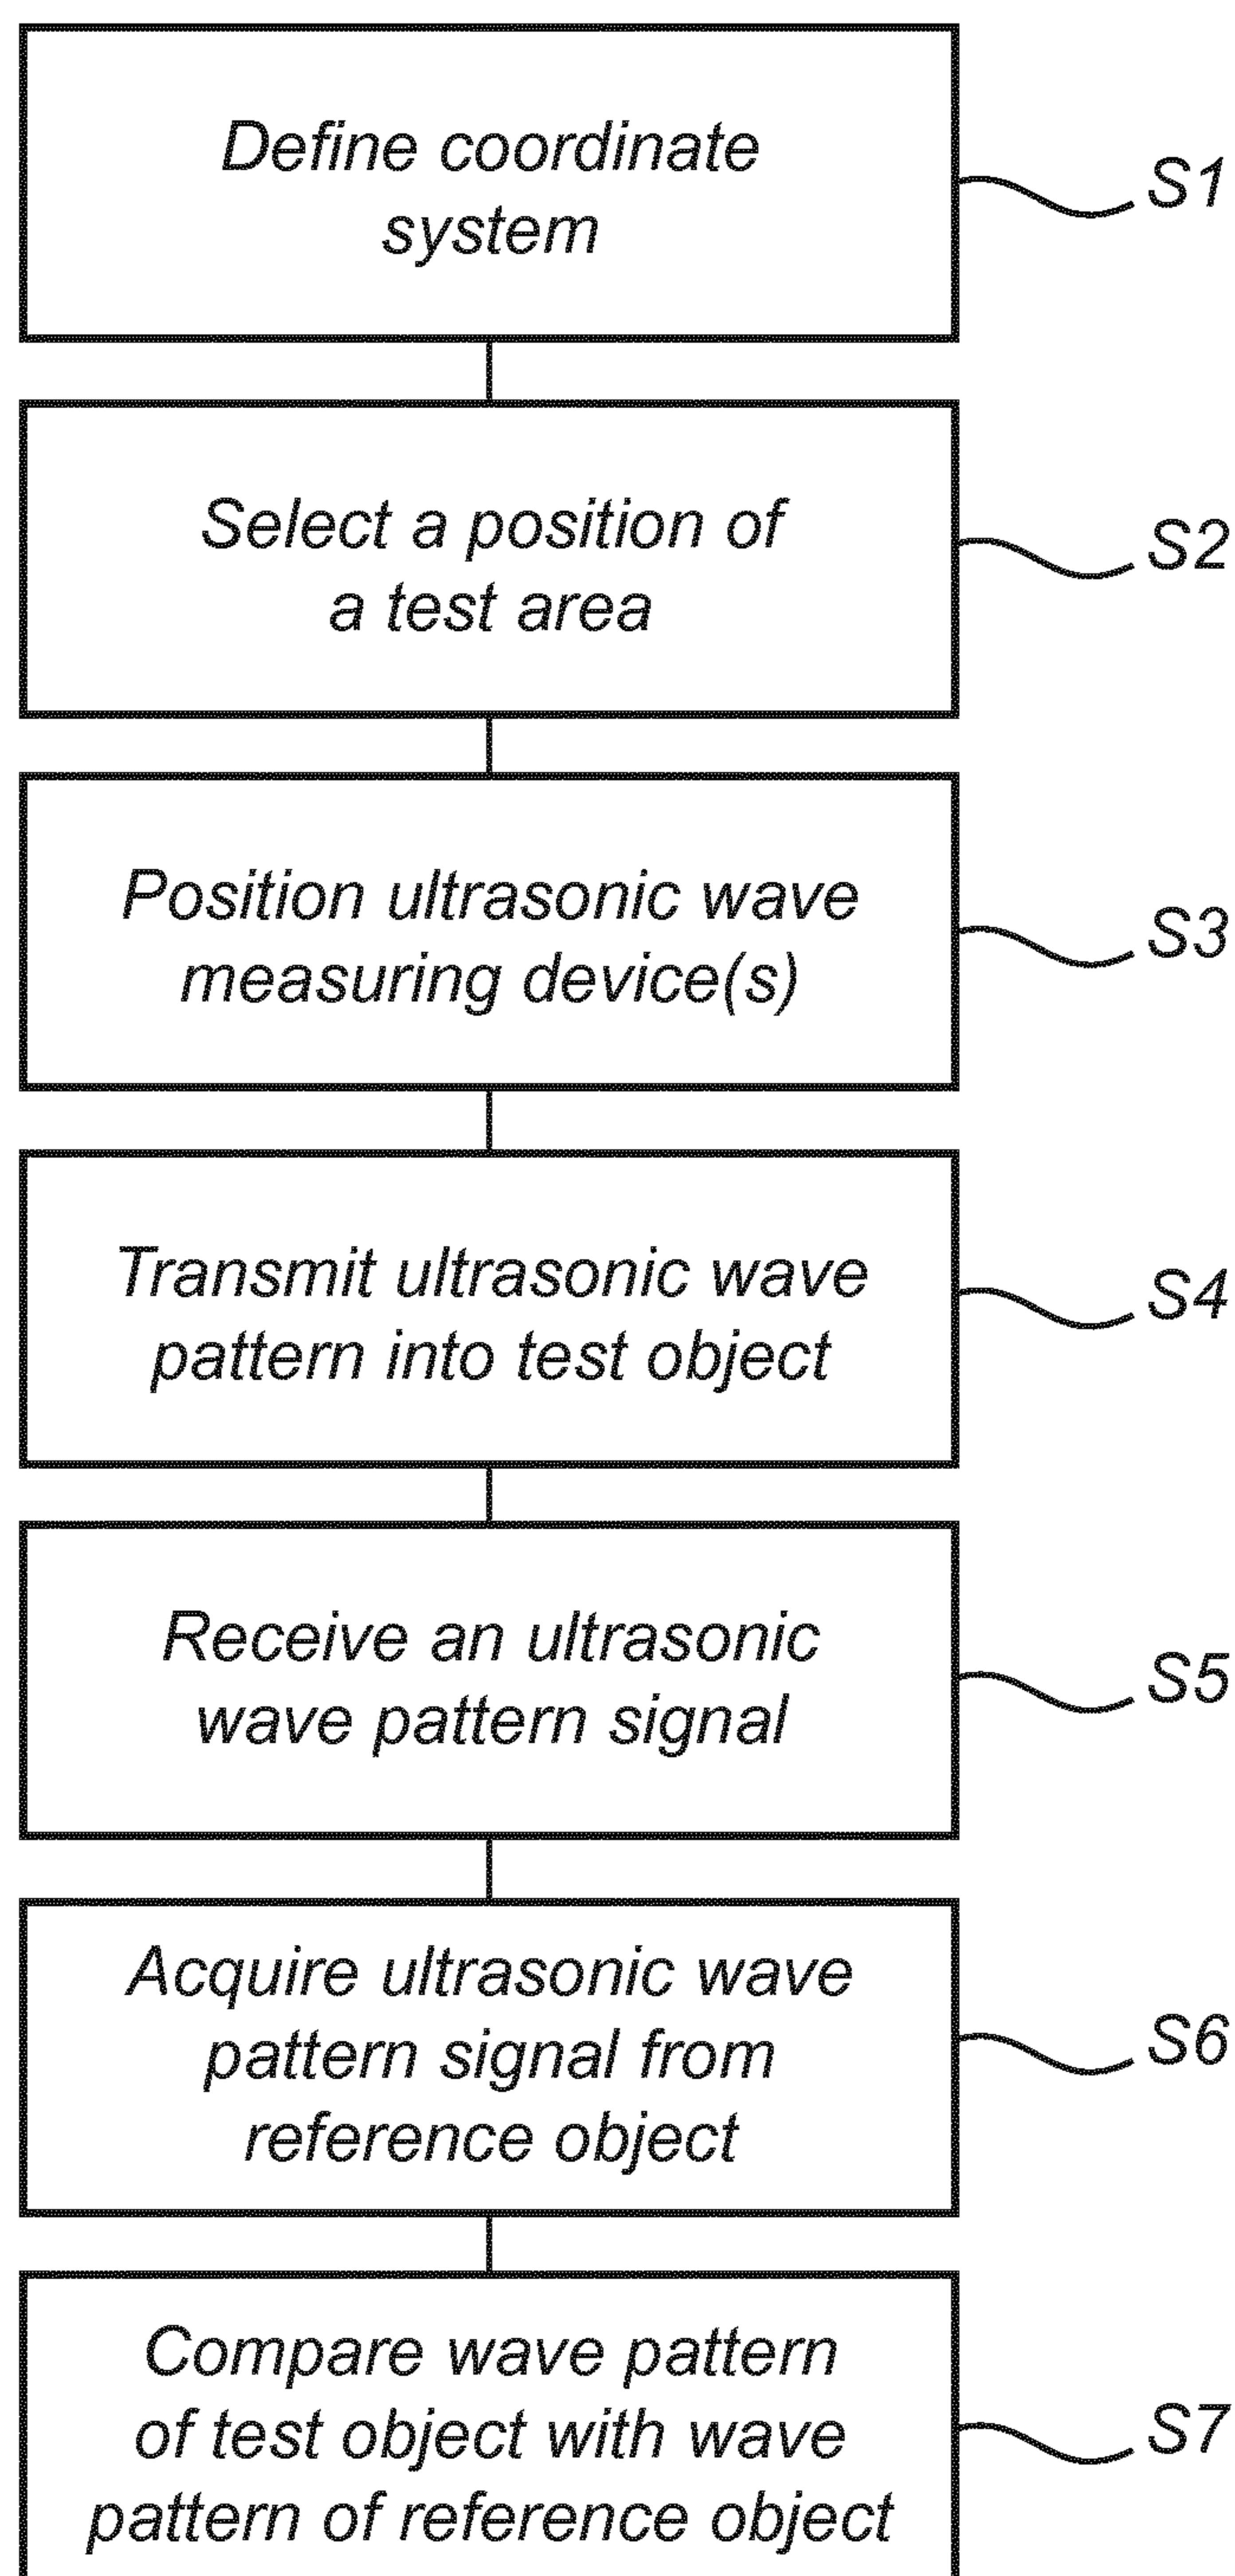 Define coordinate
system
S1
Select a position of
a test area
S2
Position ultrasonic wave
measuring device(s)
S3
Transmit ultrasonic wave
pattern into test object
S4
Receive an ultrasonic
wave pattern signal
S5
Acquire ultrasonic wave
pattern signal from
reference object
S6
Compare wave pattern
of test object with wave
pattern of reference object
S7